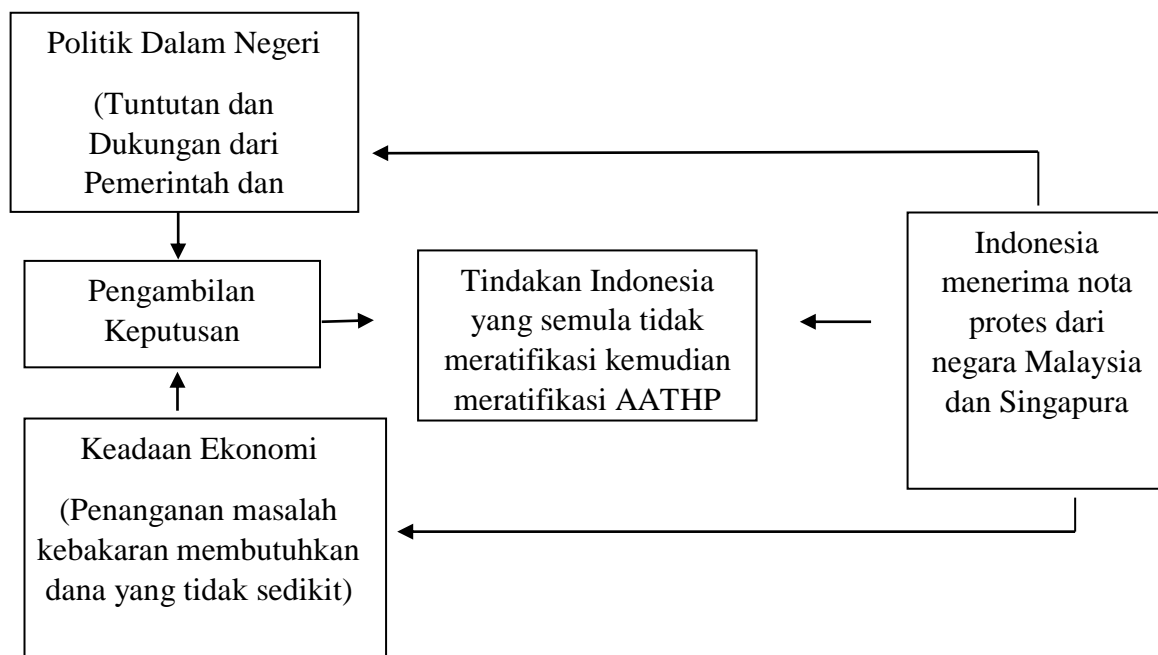 Politik Dalam Negeri
(Tuntutan dan
Dukungan dari
Pemerintah dan
Pengambilan
Keputusan
Keadaan Ekonomi
(Penanganan masalah
kebakaran membutuhkan
dana yang tidak sedikit)
Tindakan Indonesia
yang semula tidak
meratifikasi kemudian
meratifikasi AATHP
Indonesia
menerima nota
protes dari
negara Malaysia
dan Singapura